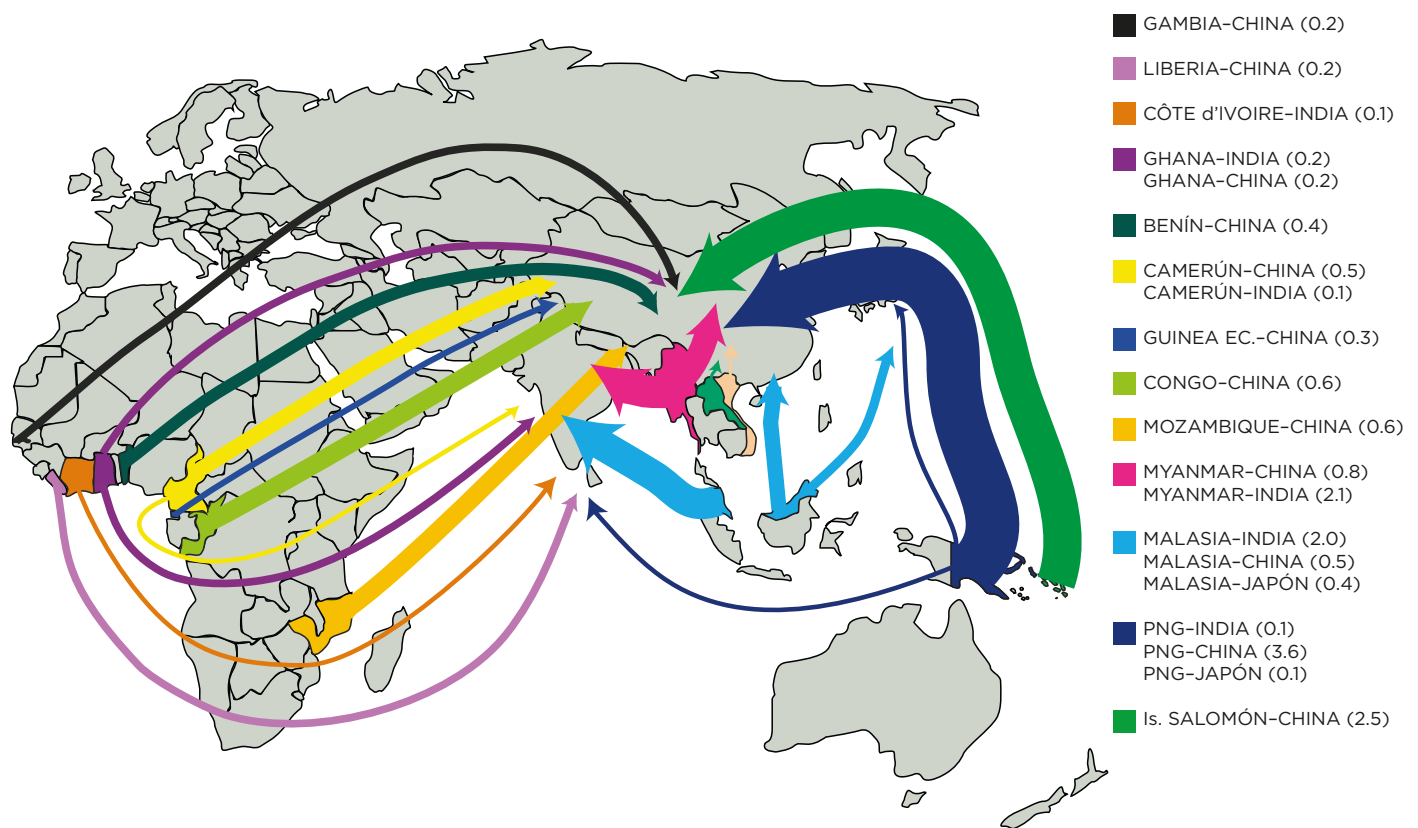 GAMBIA–CHINA (0.2)
LIBERIA–CHINA (0.2)
CÔTE d'IVOIRE–INDIA (0.1)
GHANA–INDIA (0.2)
GHANA–CHINA (0.2)
BENÍN–CHINA (0.4)
CAMERÚN–CHINA (0.5)
CAMERÚN–INDIA (0.1)
GUINEA EC.–CHINA (0.3)
CONGO–CHINA (0.6)
MOZAMBIQUE–CHINA (0.6)
MYANMAR–CHINA (0.8)
MYANMAR–INDIA (2.1)
MALASIA–INDIA (2.0)
MALASIA–CHINA (0.5)
MALASIA–JAPÓN (0.4)
PNG–INDIA (0.1)
PNG–CHINA (3.6)
PNG–JAPÓN (0.1)
Is. SALOMÓN–CHINA (2.5)